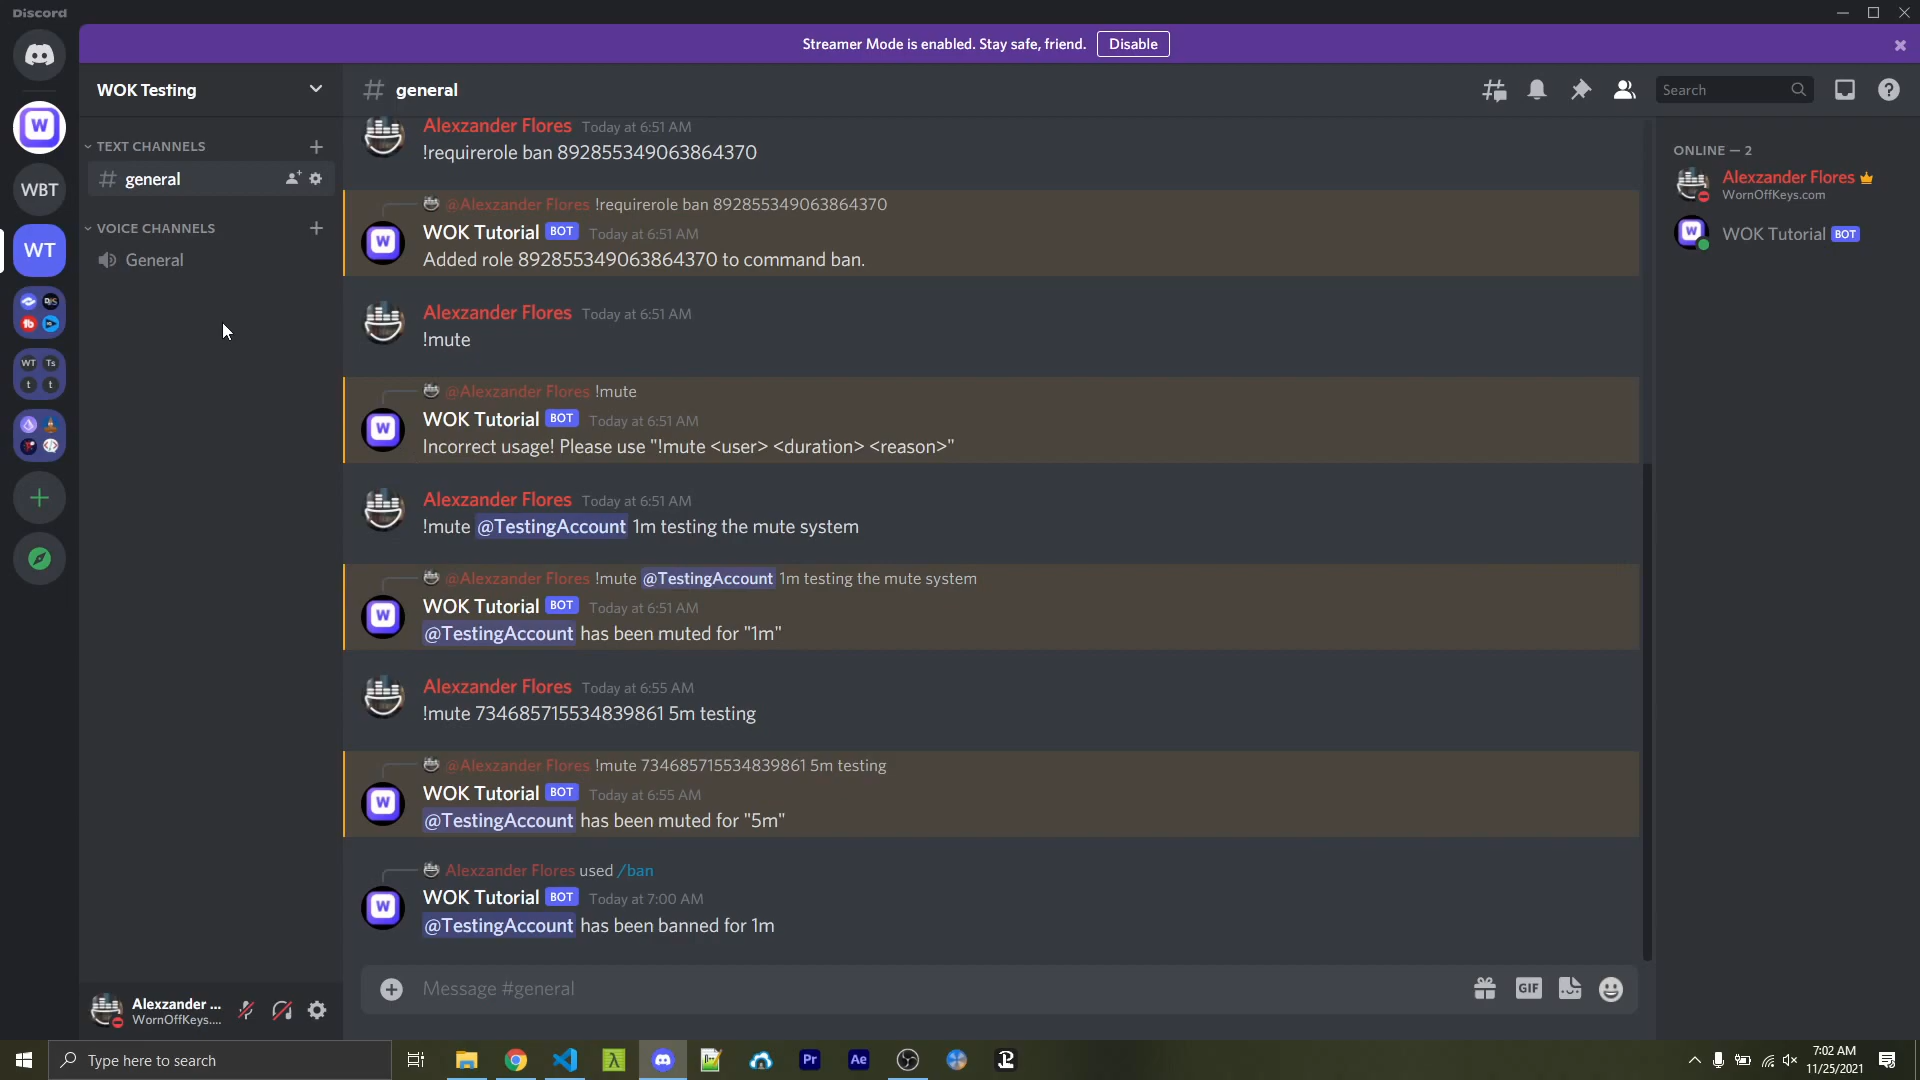 Discord
Streamer Mode is enabled. Stay safe, friend.
Disable
WOK Testing
general
Search
TEXT CHANNELS
general
VOICE CHANNELS
General
WBT
WT
WT
Ts
t
t
Alexzander Flores Today at 6:51 AM
!requirerole ban 892855349063864370
@Alexzander Flores !requirerole ban 892855349063864370
WOK Tutorial BOT Today at 6:51 AM
Added role 892855349063864370 to command ban.
Alexzander Flores Today at 6:51 AM
!mute
@Alexzander Flores !mute
WOK Tutorial BOT Today at 6:51 AM
Incorrect usage! Please use "!mute <user> <duration> <reason>"
Alexzander Flores Today at 6:51 AM
!mute @TestingAccount 1m testing the mute system
@Alexzander Flores !mute @TestingAccount 1m testing the mute system
WOK Tutorial BOT Today at 6:51 AM
@TestingAccount has been muted for "1m"
Alexzander Flores Today at 6:55 AM
!mute 734685715534839861 5m testing
@Alexzander Flores !mute 734685715534839861 5m testing
WOK Tutorial BOT Today at 6:55 AM
@TestingAccount has been muted for "5m"
Alexzander Flores used /ban
WOK Tutorial BOT Today at 7:00 AM
@TestingAccount has been banned for 1m
Message #general
GIF
ONLINE — 2
Alexzander Flores
WornOffKeys.com
WOK Tutorial BOT
Alexzander ...
WornOffKeys....
Type here to search
Pr
Ae
7:02 AM
11/25/2021